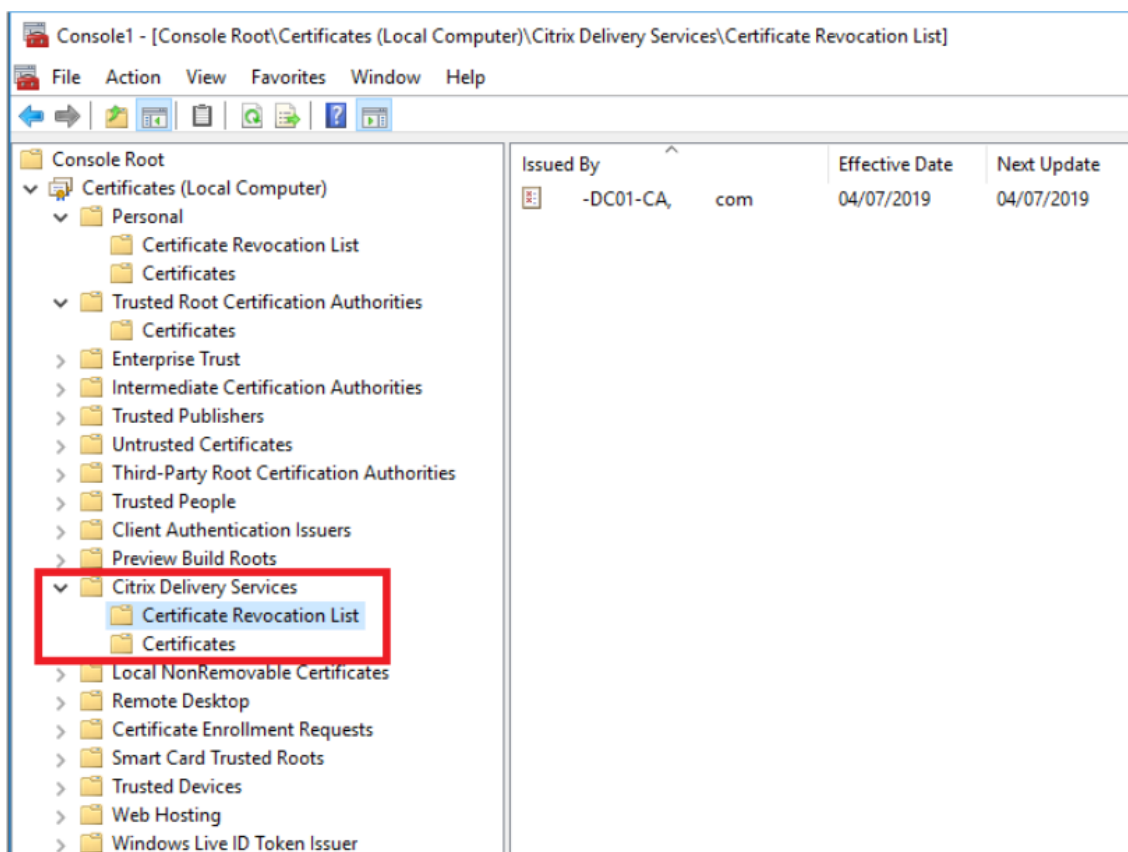 Console1 - [Console Root\Certificates (Local Computer)\Citrix Delivery Services\Certificate Revocation List]
File Action View Favorites Window Help
Console Root
Certificates (Local Computer)
Personal
Certificate Revocation List
Certificates
Trusted Root Certification Authorities
Certificates
Enterprise Trust
Intermediate Certification Authorities
Trusted Publishers
Untrusted Certificates
Third-Party Root Certification Authorities
Trusted People
Client Authentication Issuers
Preview Build Roots
Citrix Delivery Services
Certificate Revocation List
Certificates
Local NonRemovable Certificates
Remote Desktop
Certificate Enrollment Requests
Smart Card Trusted Roots
Trusted Devices
Web Hosting
Windows Live ID Token Issuer
Issued By Effective Date Next Update
-DC01-CA, com 04/07/2019 04/07/2019